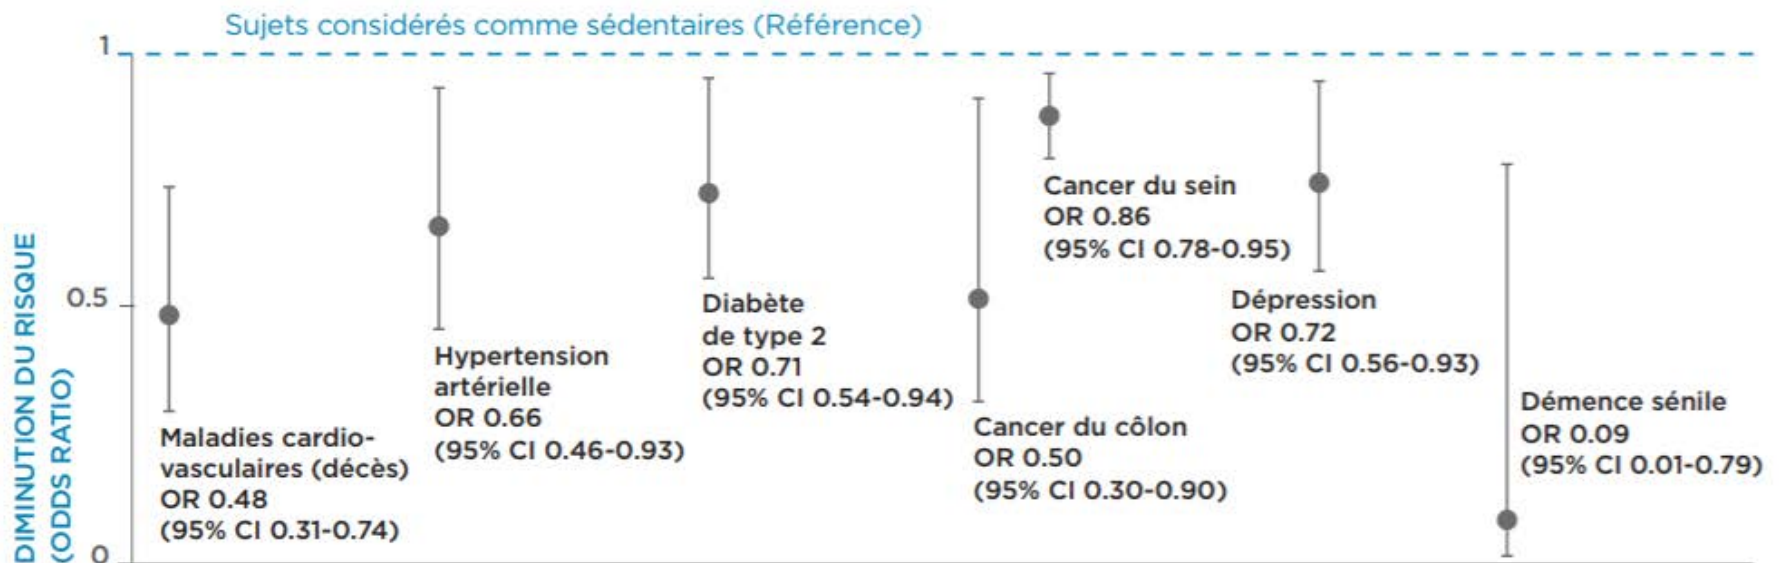 Sujets considérés comme sédentaires (Référence)
1
0.5
0
DIMINUTION DU RISQUE
(ODDS RATIO)
Maladies cardio-
vasculaires (décès)
OR 0.48
(95% CI 0.31-0.74)
Hypertension
artérielle
OR 0.66
(95% CI 0.46-0.93)
Diabète
de type 2
OR 0.71
(95% CI 0.54-0.94)
Cancer du côlon
OR 0.50
(95% CI 0.30-0.90)
Cancer du sein
OR 0.86
(95% CI 0.78-0.95)
Dépression
OR 0.72
(95% CI 0.56-0.93)
Démence sénile
OR 0.09
(95% CI 0.01-0.79)